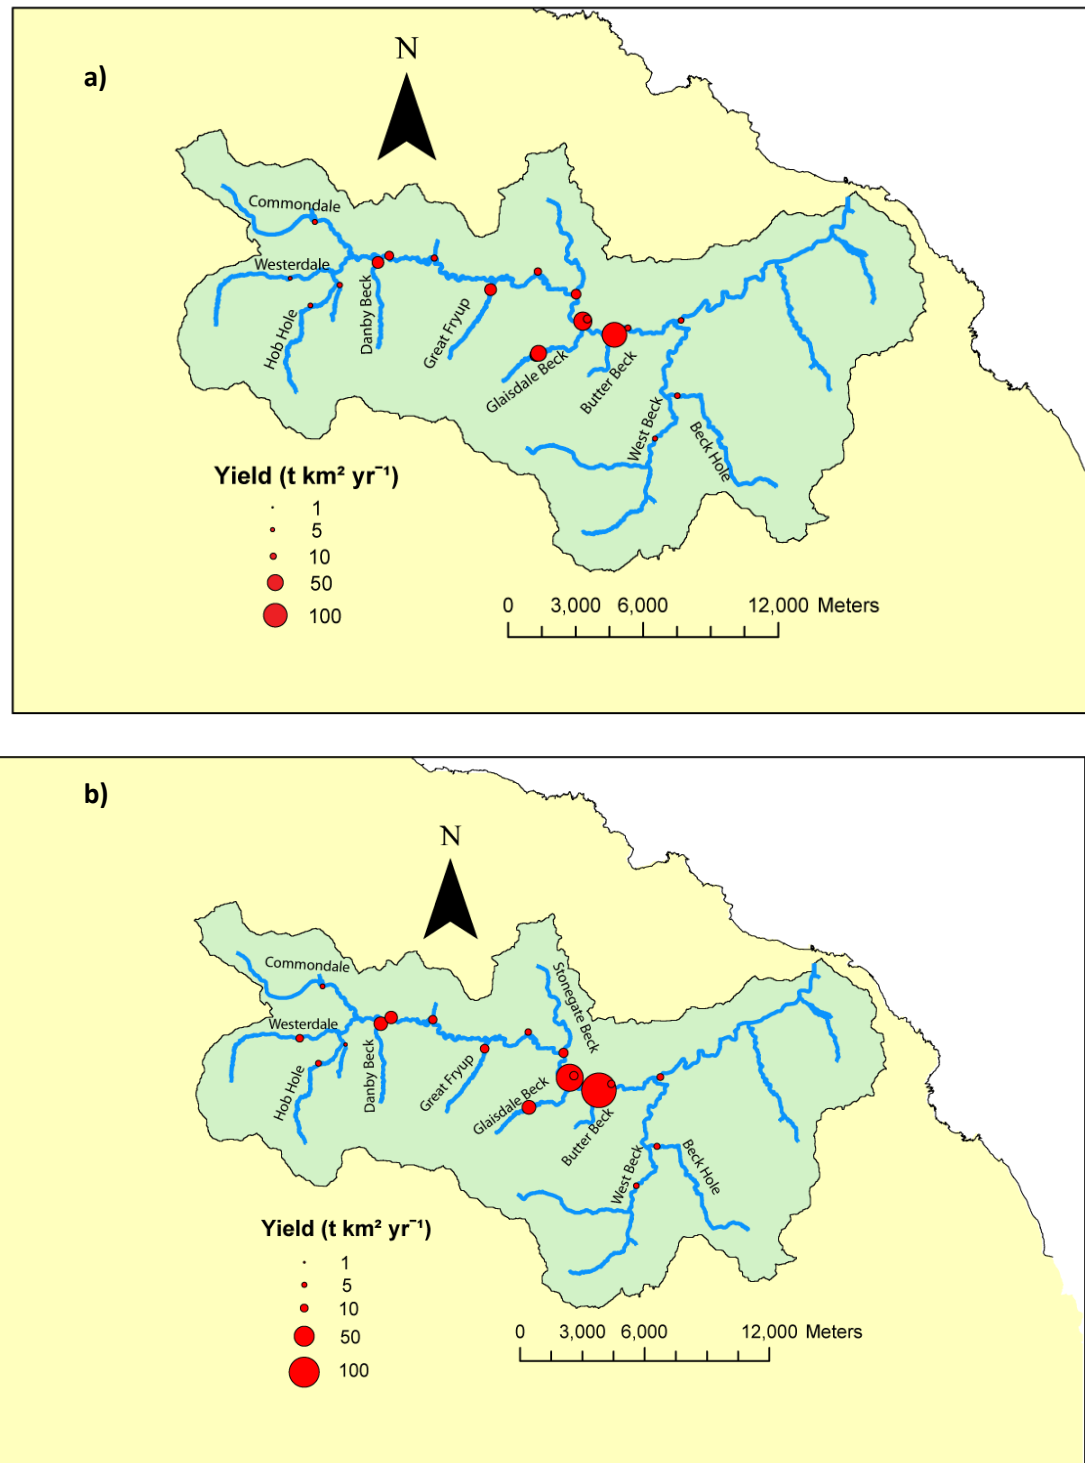 a)
N
Commondale
Westerdale
Hob Hole
Danby Beck
Great Fryup
Glaisdale Beck
Butter Beck
West Beck
Beck Hole
Yield (t km² yr⁻¹)
1
5
10
50
100
0 3,000 6,000 12,000 Meters
b)
N
Commondale
Westerdale
Hob Hole
Danby Beck
Great Fryup
Stonegate Beck
Glaisdale Beck
Butter Beck
West Beck
Beck Hole
Yield (t km² yr⁻¹)
1
5
10
50
100
0 3,000 6,000 12,000 Meters